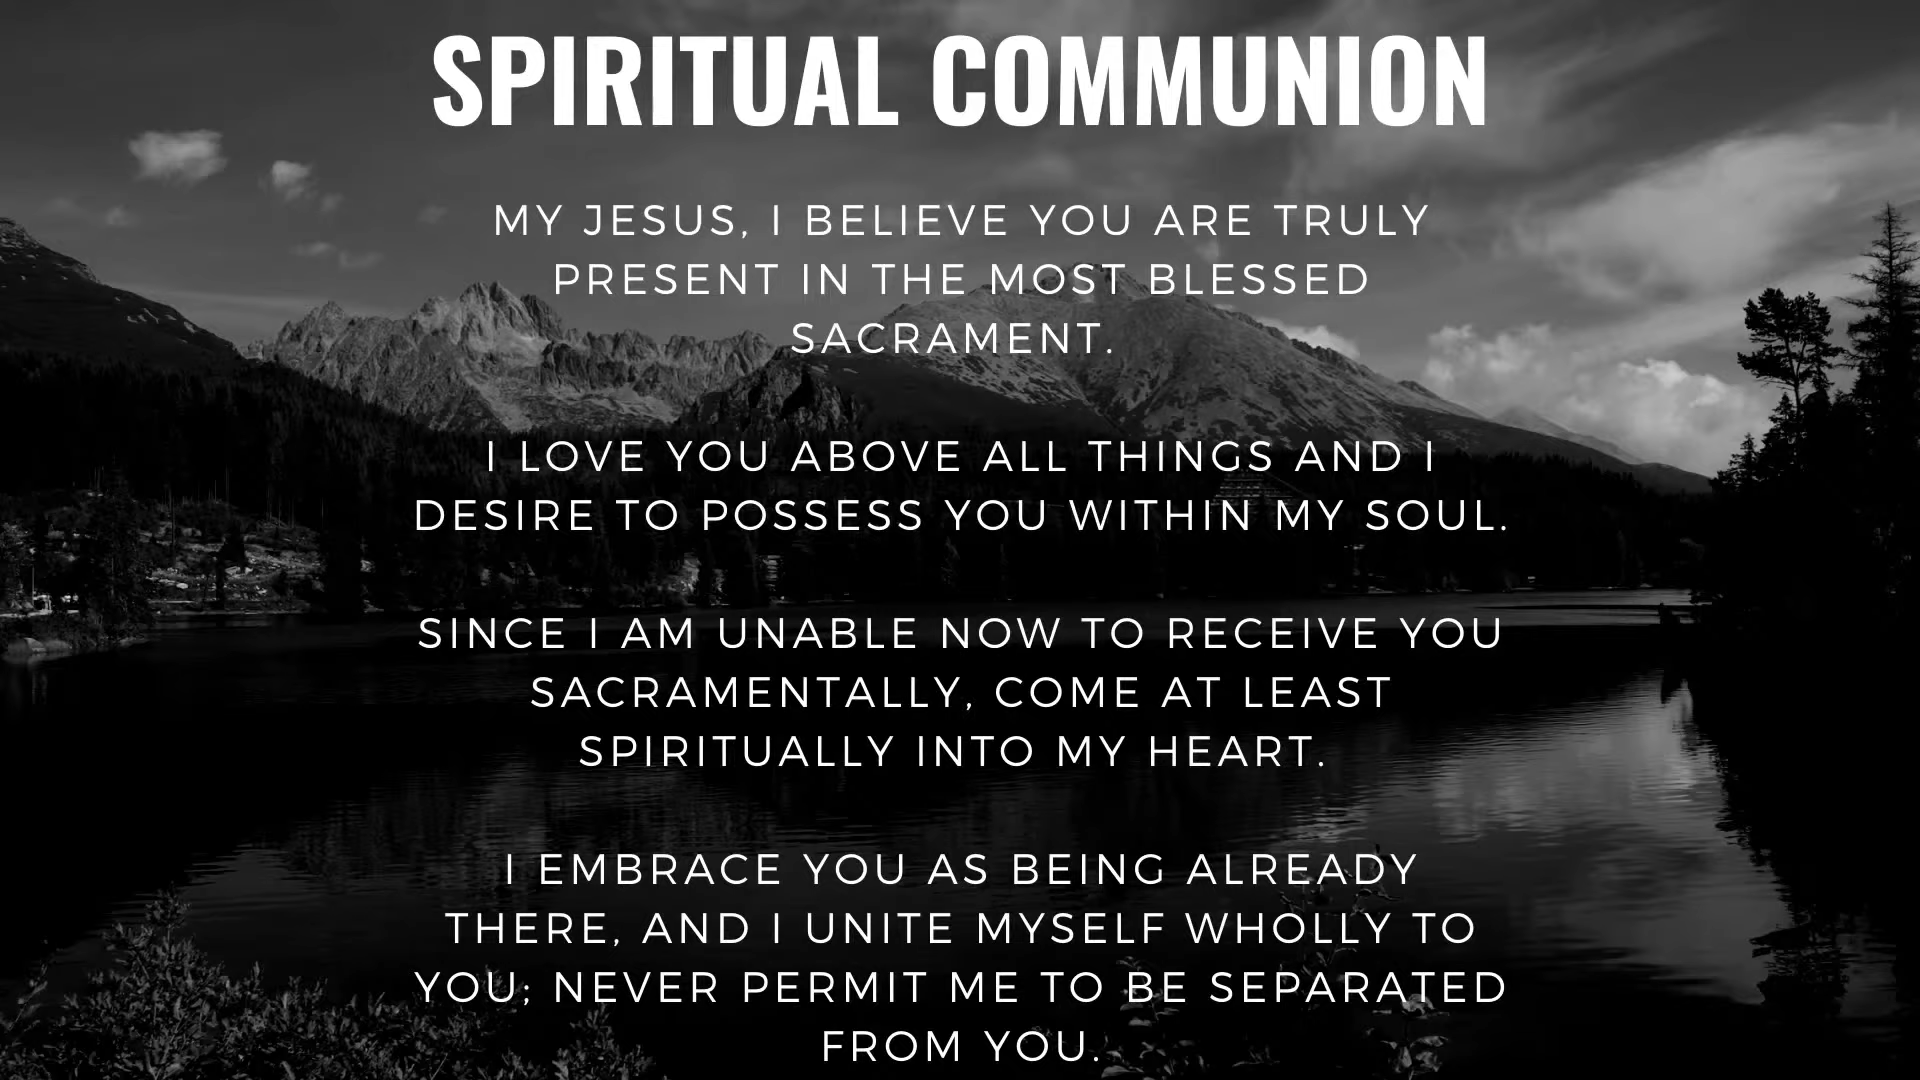 SPIRITUAL COMMUNION
MY JESUS, I BELIEVE YOU ARE TRULY
PRESENT IN THE MOST BLESSED
SACRAMENT.
I LOVE YOU ABOVE ALL THINGS AND I
DESIRE TO POSSESS YOU WITHIN MY SOUL.
SINCE I AM UNABLE NOW TO RECEIVE YOU
SACRAMENTALLY, COME AT LEAST
SPIRITUALLY INTO MY HEART.
I EMBRACE YOU AS BEING ALREADY
THERE, AND I UNITE MYSELF WHOLLY TO
YOU; NEVER PERMIT ME TO BE SEPARATED
FROM YOU.